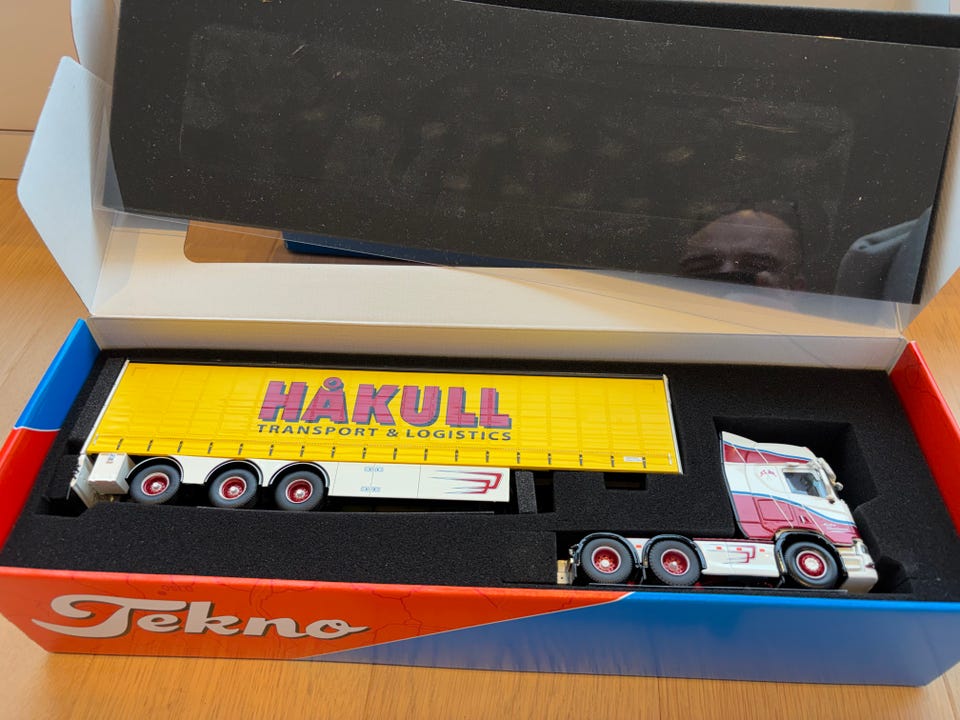 HÅKULL
TRANSPORT & LOGISTICS
Tekno